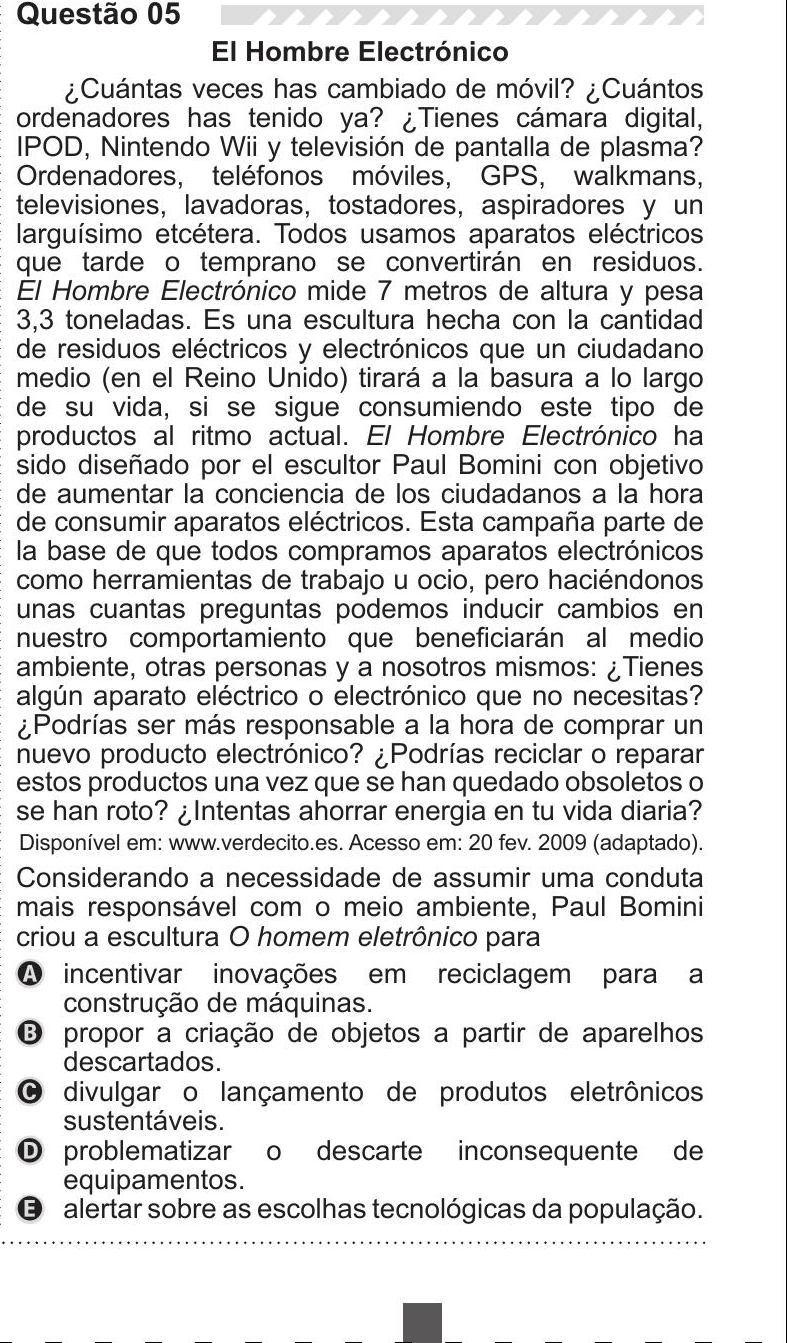 Questão 05
El Hombre Electrónico
¿Cuántas veces has cambiado de móvil? ¿Cuántos
ordenadores has tenido ya? ¿Tienes cámara digital,
IPOD, Nintendo Wii y televisión de pantalla de plasma?
Ordenadores, teléfonos móviles, GPS, walkmans,
televisiones, lavadoras, tostadores, aspiradores y un
larguísimo etcétera. Todos usamos aparatos eléctricos
que tarde o temprano se convertirán en residuos.
El Hombre Electrónico mide 7 metros de altura y pesa
3,3 toneladas. Es una escultura hecha con la cantidad
de residuos eléctricos y electrónicos que un ciudadano
medio (en el Reino Unido) tirará a la basura a lo largo
de su vida, si se sigue consumiendo este tipo de
productos al ritmo actual. El Hombre Electrónico ha
sido diseñado por el escultor Paul Bomini con objetivo
de aumentar la conciencia de los ciudadanos a la hora
de consumir aparatos eléctricos. Esta campaña parte de
la base de que todos compramos aparatos electrónicos
como herramientas de trabajo u ocio, pero haciéndonos
unas cuantas preguntas podemos inducir cambios en
nuestro comportamiento que beneficiarán al medio
ambiente, otras personas y a nosotros mismos: ¿Tienes
algún aparato eléctrico o electrónico que no necesitas?
¿Podrías ser más responsable a la hora de comprar un
nuevo producto electrónico? ¿Podrías reciclar o reparar
estos productos una vez que se han quedado obsoletos o
se han roto? ¿Intentas ahorrar energia en tu vida diaria?
Disponível em: www.verdecito.es. Acesso em: 20 fev. 2009 (adaptado).
Considerando a necessidade de assumir uma conduta
mais responsável com o meio ambiente, Paul Bomini
criou a escultura O homem eletrônico para
A incentivar inovações em reciclagem para a
construção de máquinas.
B propor a criação de objetos a partir de aparelhos
descartados.
C divulgar o lançamento de produtos eletrônicos
sustentáveis.
D problematizar o descarte inconsequente de
equipamentos.
E alertar sobre as escolhas tecnológicas da população.